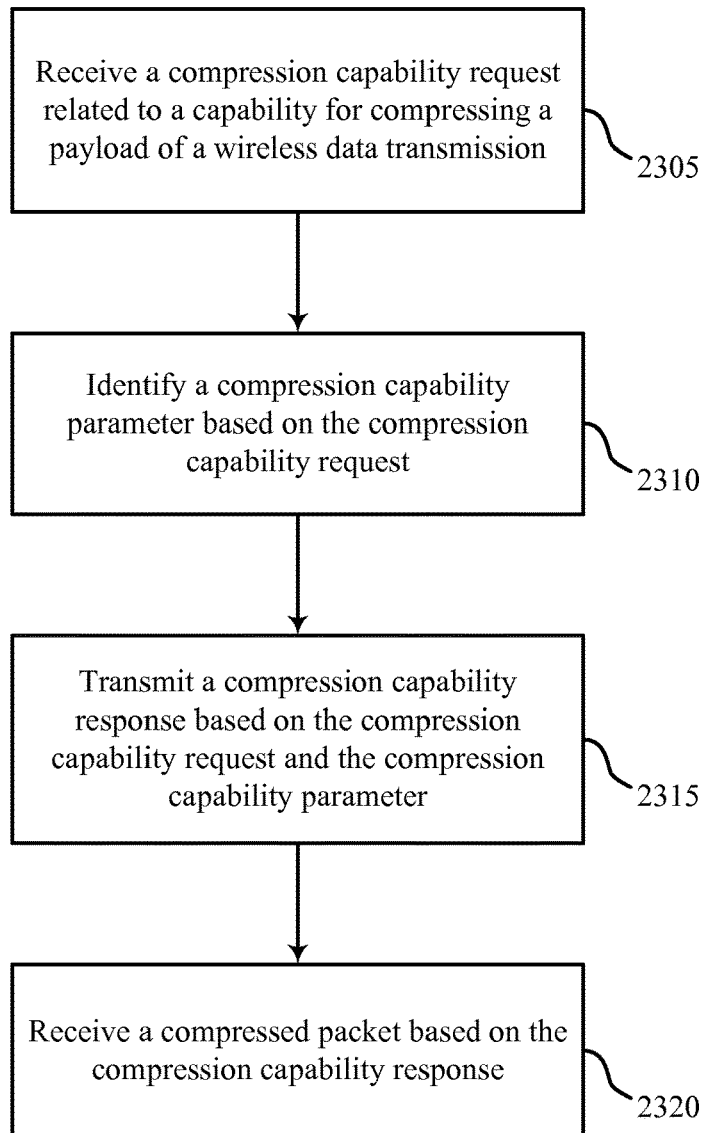 Receive a compression capability request
related to a capability for compressing a
payload of a wireless data transmission
2305
Identify a compression capability
parameter based on the compression
capability request
2310
Transmit a compression capability
response based on the compression
capability request and the compression
capability parameter
2315
Receive a compressed packet based on the
compression capability response
2320